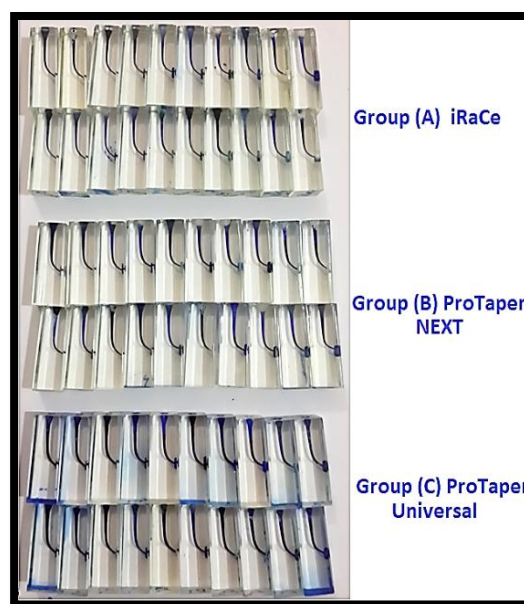 Group (A) iRaCe
Group (B) ProTaper
NEXT
Group (C) ProTaper
Universal